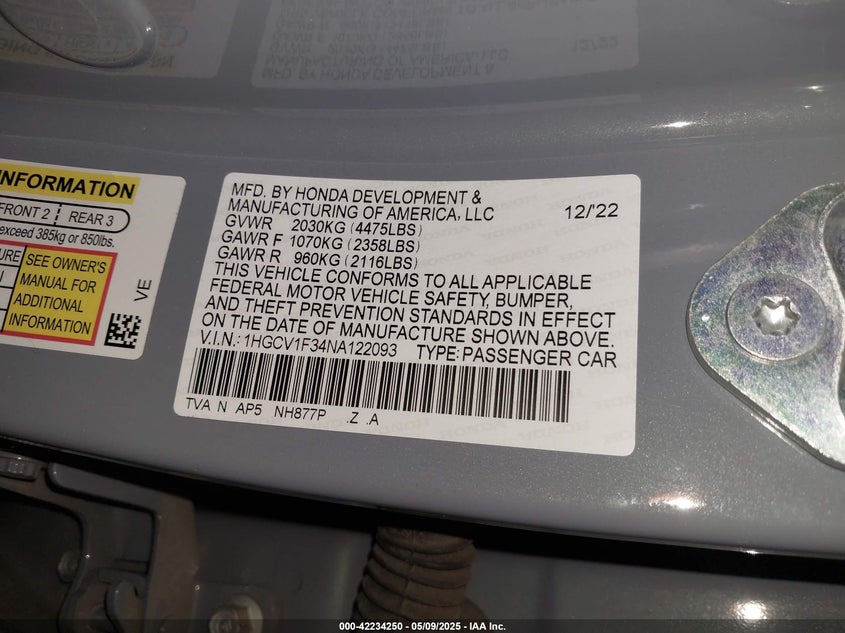 INFORMATION
FRONT 2 REAR 3
exceed 385kg or 850lbs.
SEE OWNER'S
MANUAL FOR
ADDITIONAL
INFORMATION
VE
MFD. BY HONDA DEVELOPMENT &
MANUFACTURING OF AMERICA, LLC 12/'22
GVWR 2030KG (4475LBS)
GAWR F 1070KG (2358LBS)
GAWR R 960KG (2116LBS)
THIS VEHICLE CONFORMS TO ALL APPLICABLE
FEDERAL MOTOR VEHICLE SAFETY, BUMPER,
AND THEFT PREVENTION STANDARDS IN EFFECT
ON THE DATE OF MANUFACTURE SHOWN ABOVE.
V.I.N.: 1HGCV1F34NA122093 TYPE: PASSENGER CAR
TVA N AP5 NH877P .Z .A
000-42234250 - 05/09/2025 - IAA Inc.